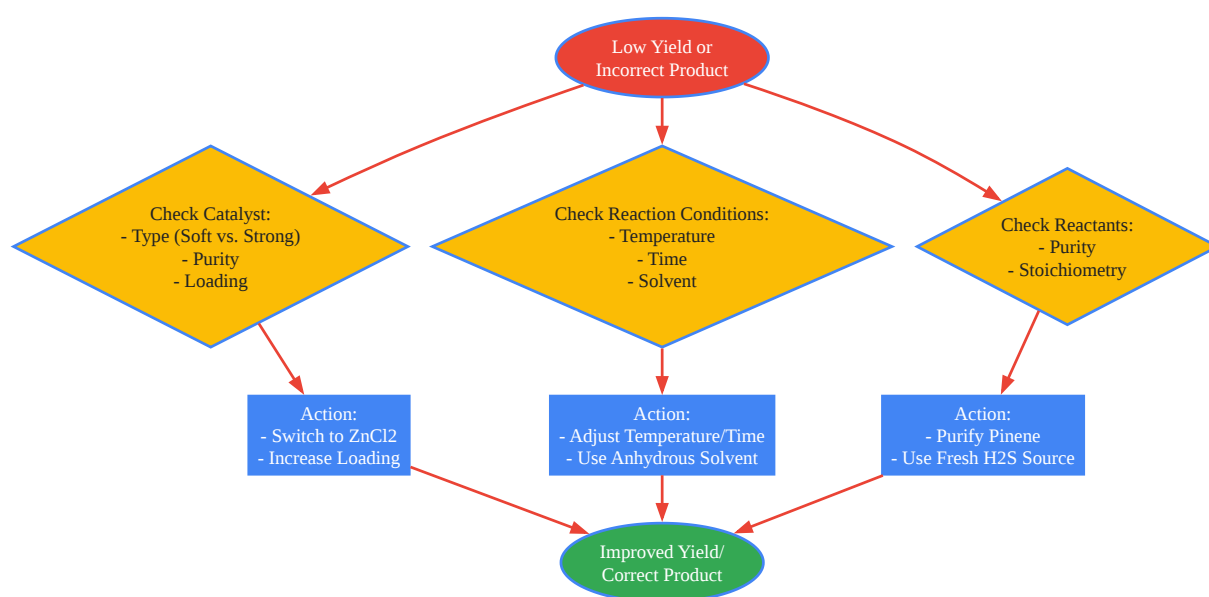 Low Yield or
Incorrect Product
Check Catalyst:
- Type (Soft vs. Strong)
- Purity
- Loading
Check Reaction Conditions:
- Temperature
- Time
- Solvent
Check Reactants:
- Purity
- Stoichiometry
Action:
- Switch to ZnCl2
- Increase Loading
Action:
- Adjust Temperature/Time
- Use Anhydrous Solvent
Action:
- Purify Pinene
- Use Fresh H2S Source
Improved Yield/
Correct Product